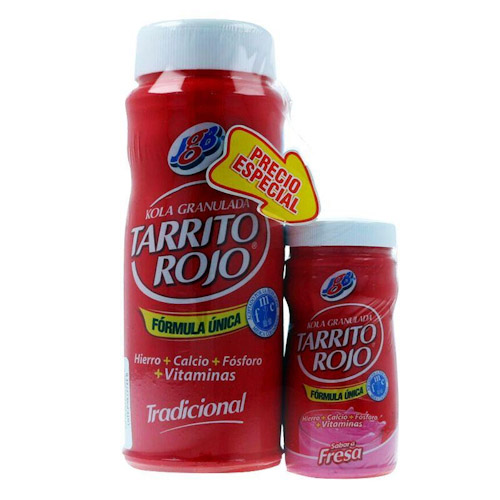 JGB
KOLA GRANULADA
TARRITO
ROJO®
FÓRMULA ÚNICA
Hierro + Calcio + Fósforo
+ Vitaminas
Tradicional
PRECIO
ESPECIAL
JGB
KOLA GRANULADA
TARRITO
ROJO
FÓRMULA ÚNICA
Hierro + Calcio + Fósforo
+ Vitaminas
Sabor a
Fresa